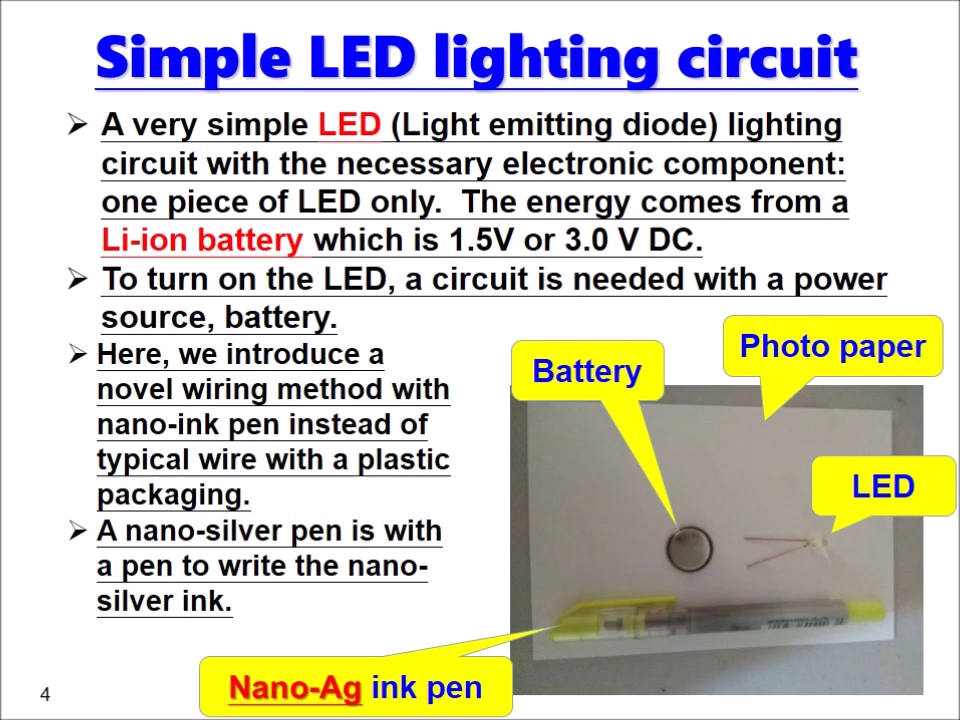 Simple LED lighting circuit
➢ A very simple LED (Light emitting diode) lighting
circuit with the necessary electronic component:
one piece of LED only.  The energy comes from a
Li-ion battery which is 1.5V or 3.0 V DC.
➢ To turn on the LED, a circuit is needed with a power
source, battery.
➢ Here, we introduce a
novel wiring method with
nano-ink pen instead of
typical wire with a plastic
packaging.
➢ A nano-silver pen is with
a pen to write the nano-
silver ink.
Photo paper
Battery
LED
Nano-Ag ink pen
4